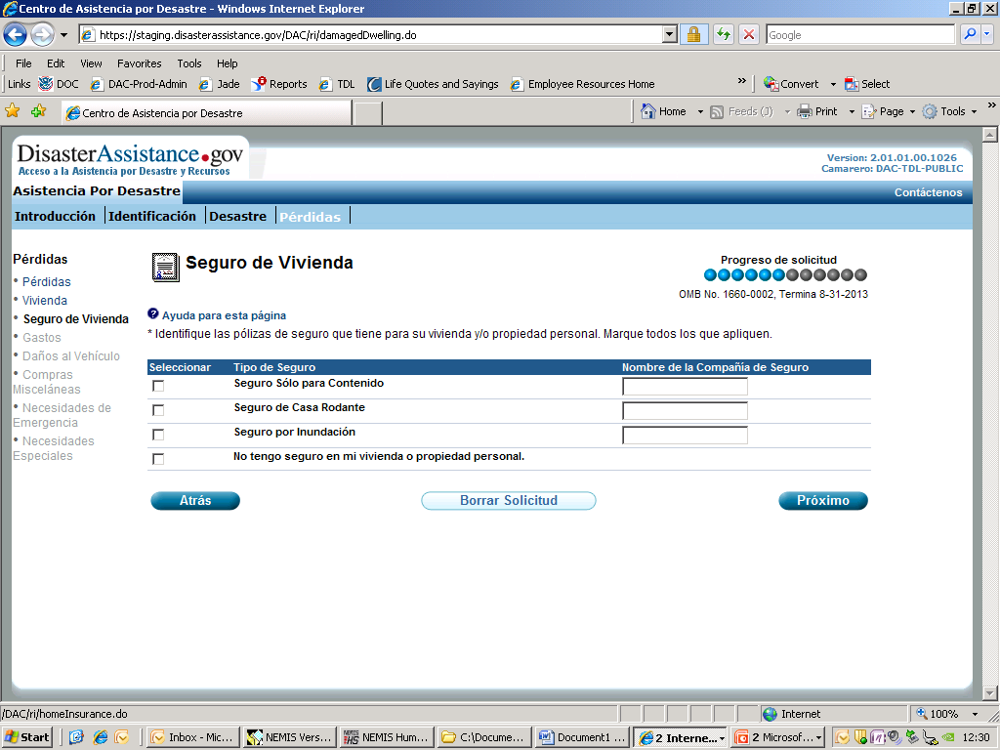 Centro de Asistencia por Desastre - Windows Internet Explorer
https://staging.disasterassistance.gov/DAC/ri/damagedDwelling.do
Google
File Edit View Favorites Tools Help
Links DOC DAC-Prod-Admin Jade Reports TDL Life Quotes and Sayings Employee Resources Home » Convert Select
Centro de Asistencia por Desastre
Home Feeds (J) Print Page Tools »
DisasterAssistance.gov
Acceso a la Asistencia por Desastre y Recursos
Version: 2.01.01.00.1026
Camarero: DAC-TDL-PUBLIC
Asistencia Por Desastre
Contáctenos
Introducción Identificación Desastre Pérdidas
Pérdidas
• Pérdidas
• Vivienda
• Seguro de Vivienda
• Gastos
• Daños al Vehículo
• Compras
Misceláneas
• Necesidades de
Emergencia
• Necesidades
Especiales
Seguro de Vivienda
Progreso de solicitud
OMB No. 1660-0002, Termina 8-31-2013
? Ayuda para esta página
* Identifique las pólizas de seguro que tiene para su vivienda y/o propiedad personal. Marque todos los que apliquen.
Seleccionar Tipo de Seguro Nombre de la Compañía de Seguro
Seguro Sólo para Contenido
Seguro de Casa Rodante
Seguro por Inundación
No tengo seguro en mi vivienda o propiedad personal.
Atrás Borrar Solicitud Próximo
/DAC/ri/homeInsurance.do
Internet
100%
Start Inbox - Mic... NEMIS Vers... NEMIS Hum... C:\Docume... Document1 ... 2 Interne... 2 Microsof... 12:30